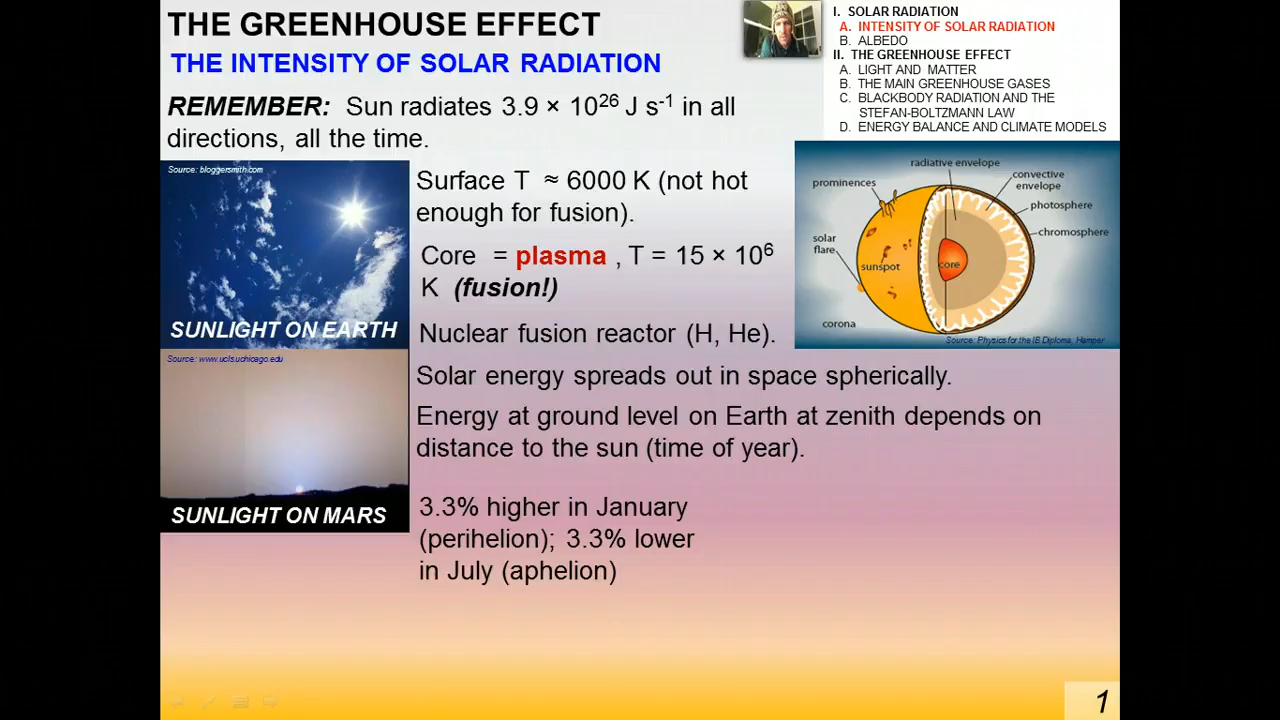 THE GREENHOUSE EFFECT
THE INTENSITY OF SOLAR RADIATION
I. SOLAR RADIATION
A. INTENSITY OF SOLAR RADIATION
B. ALBEDO
II. THE GREENHOUSE EFFECT
A. LIGHT AND MATTER
B. THE MAIN GREENHOUSE GASES
C. BLACKBODY RADIATION AND THE
STEFAN-BOLTZMANN LAW
D. ENERGY BALANCE AND CLIMATE MODELS
REMEMBER: Sun radiates 3.9 × 10²⁶ J s⁻¹ in all
directions, all the time.
Source: bloggersmith.com
SUNLIGHT ON EARTH
Source: www.ucls.uchicago.edu
SUNLIGHT ON MARS
Surface T ≈ 6000 K (not hot
enough for fusion).
Core = plasma , T = 15 × 10⁶
K (fusion!)
Nuclear fusion reactor (H, He).
radiative envelope
prominences
convective
envelope
photosphere
chromosphere
solar
flare
sunspot
core
corona
Source: Physics for the IB Diploma, Hamper
Solar energy spreads out in space spherically.
Energy at ground level on Earth at zenith depends on
distance to the sun (time of year).
3.3% higher in January
(perihelion); 3.3% lower
in July (aphelion)
1